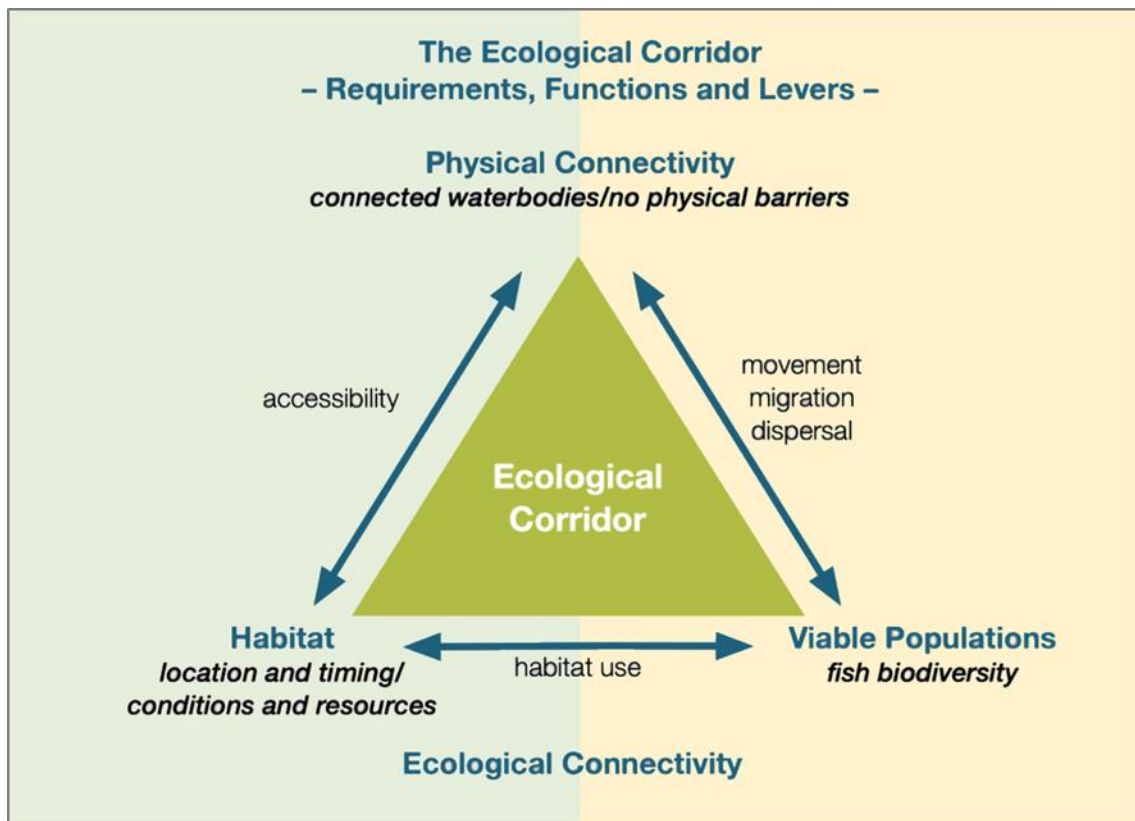 The Ecological Corridor
– Requirements, Functions and Levers –
Physical Connectivity
connected waterbodies/no physical barriers
accessibility
movement
migration
dispersal
Ecological
Corridor
Habitat
location and timing/
conditions and resources
habitat use
Viable Populations
fish biodiversity
Ecological Connectivity